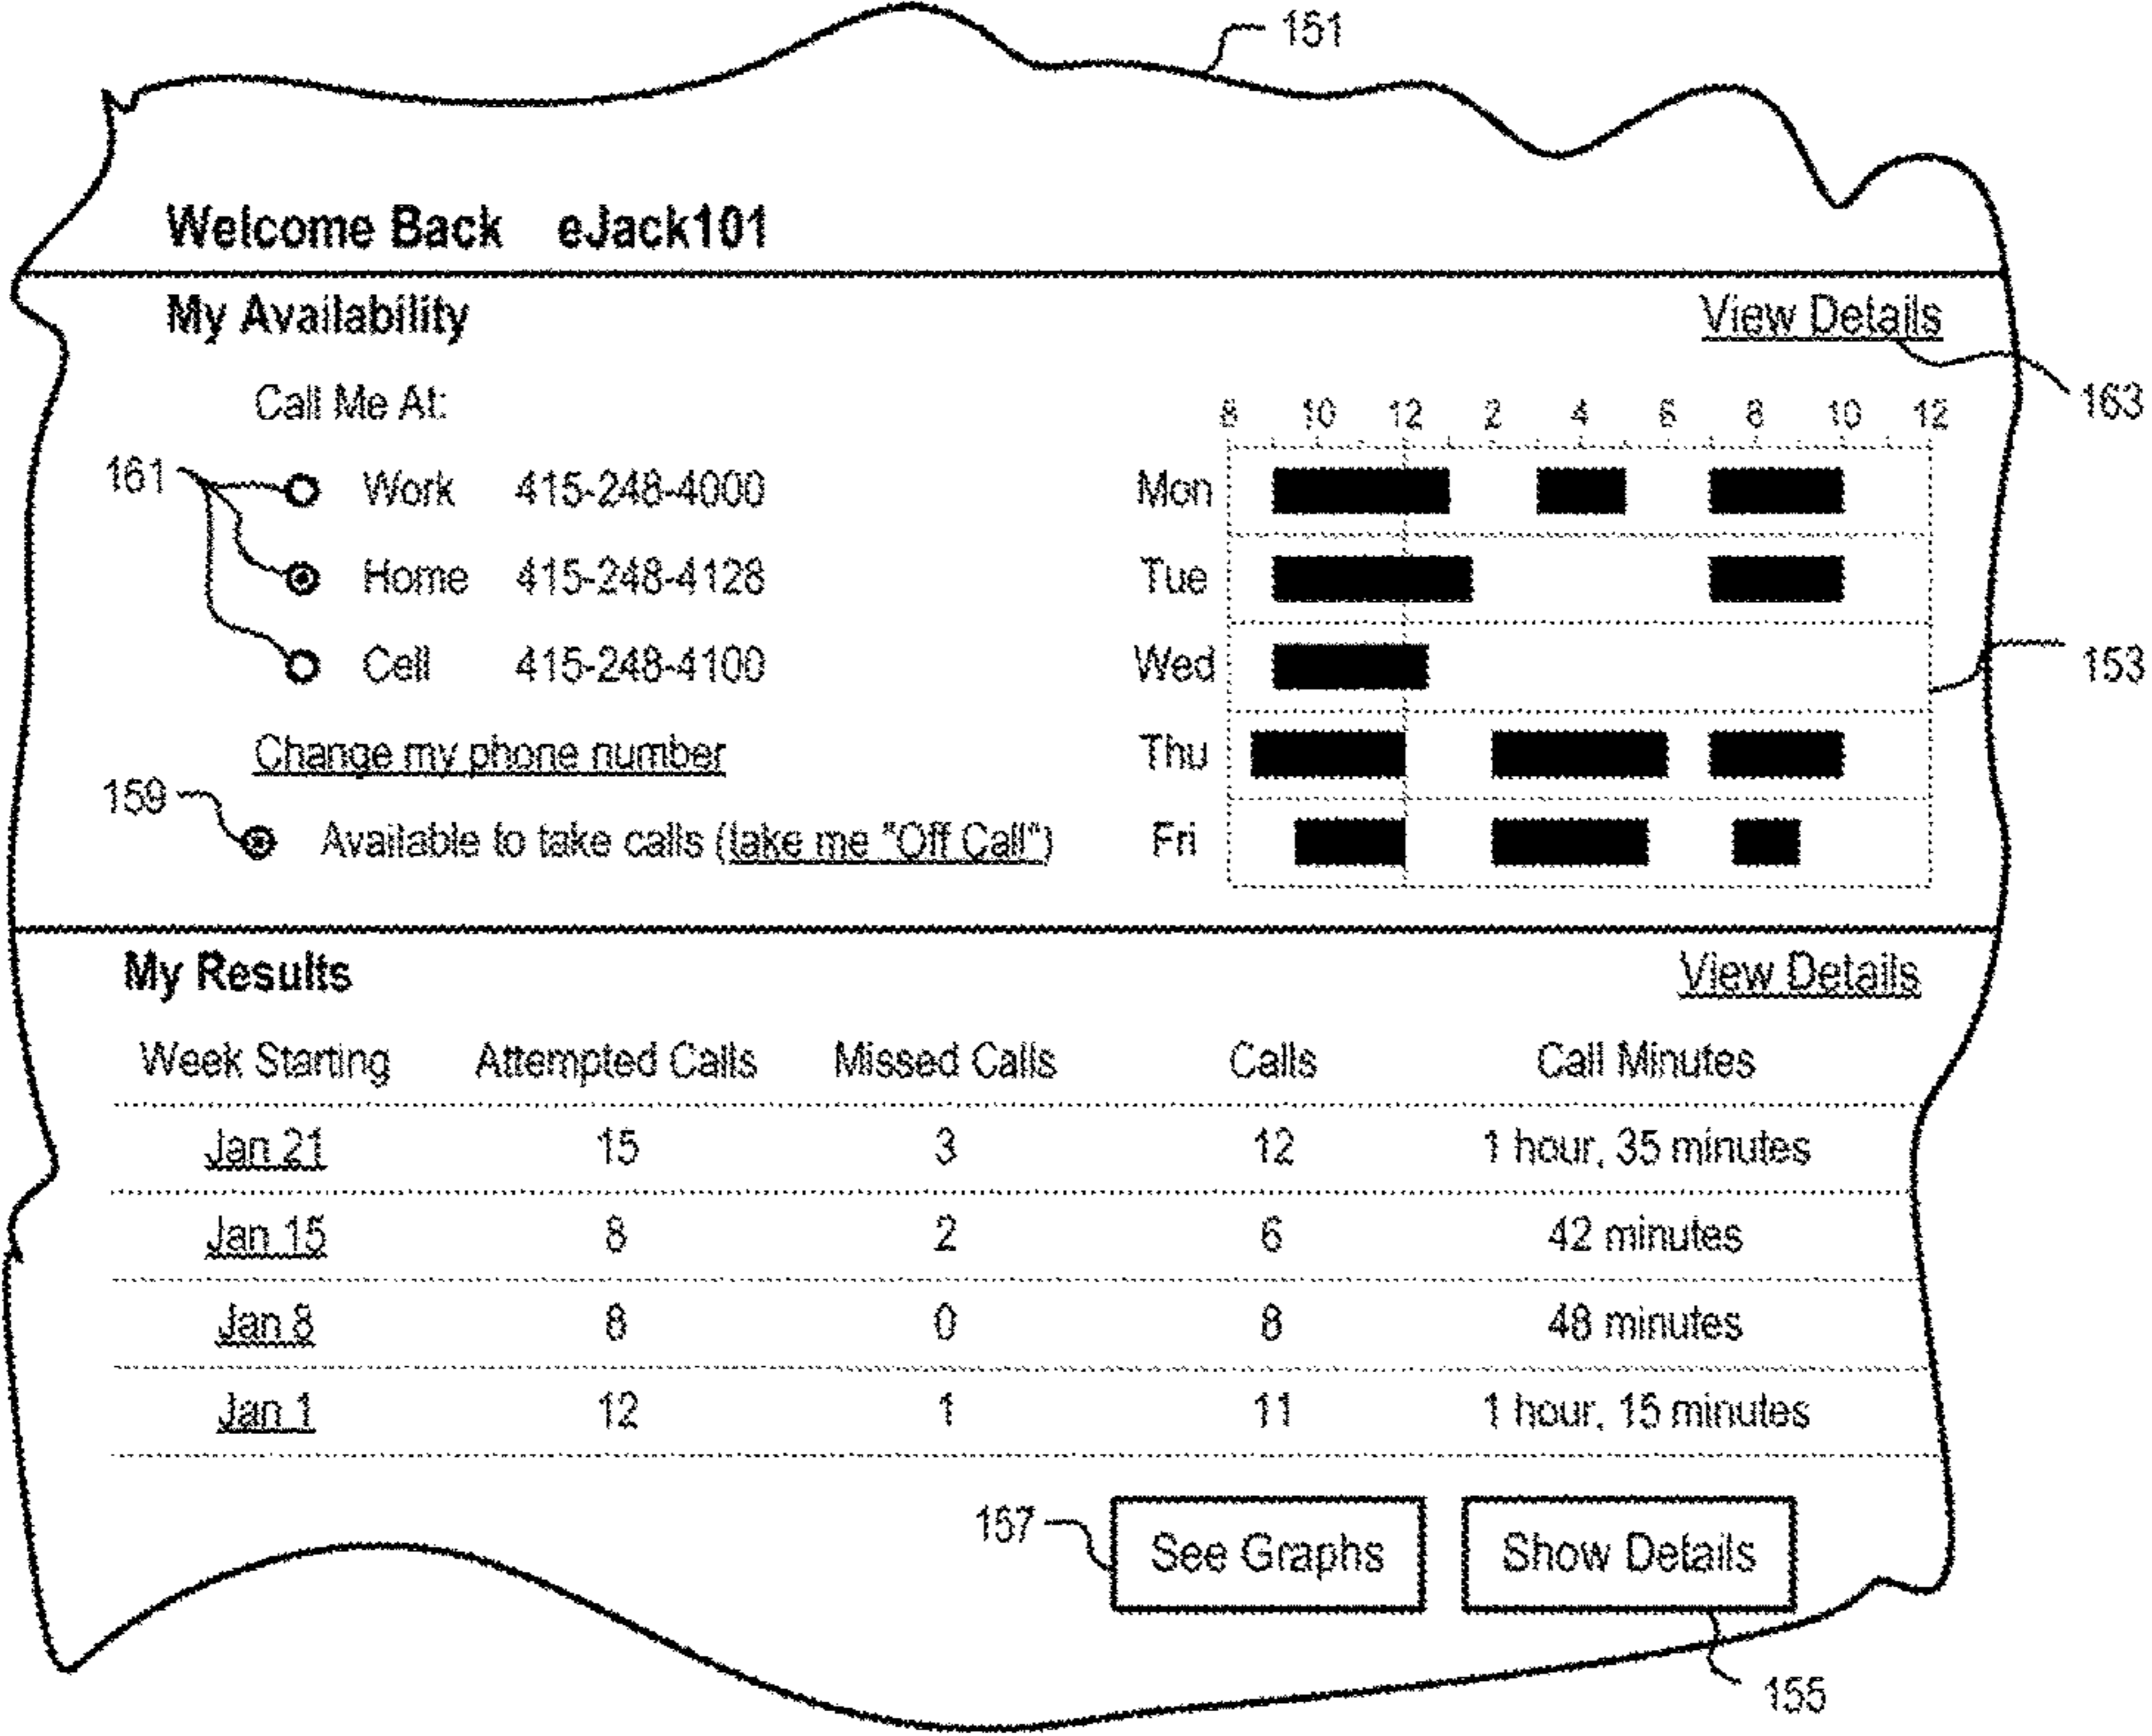 151
Welcome Back eJack101
My Availability View Details
163
Call Me At:
8 10 12 2 4 6 8 10 12
161 Work 415-248-4000 Mon
Home 415-248-4128 Tue
Cell 415-248-4100 Wed
153
Change my phone number Thu
159
Available to take calls (take me "Off Call") Fri
My Results View Details
Week Starting Attempted Calls Missed Calls Calls Call Minutes
Jan 21 15 3 12 1 hour, 35 minutes
Jan 15 8 2 6 42 minutes
Jan 8 8 0 8 48 minutes
Jan 1 12 1 11 1 hour, 15 minutes
157 See Graphs Show Details
155